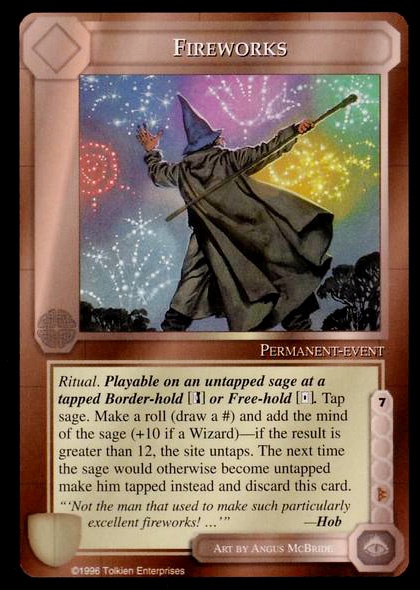 FIREWORKS
PERMANENT-EVENT
Ritual. Playable on an untapped sage at a
tapped Border-hold [] or Free-hold []. Tap
sage. Make a roll (draw a #) and add the mind
of the sage (+10 if a Wizard)—if the result is
greater than 12, the site untaps. The next time
the sage would otherwise become untapped
make him tapped instead and discard this card.
7
“‘Not the man that used to make such particularly
excellent fireworks! ...’” —Hob
ART BY ANGUS MCBRIDE
©1996 Tolkien Enterprises